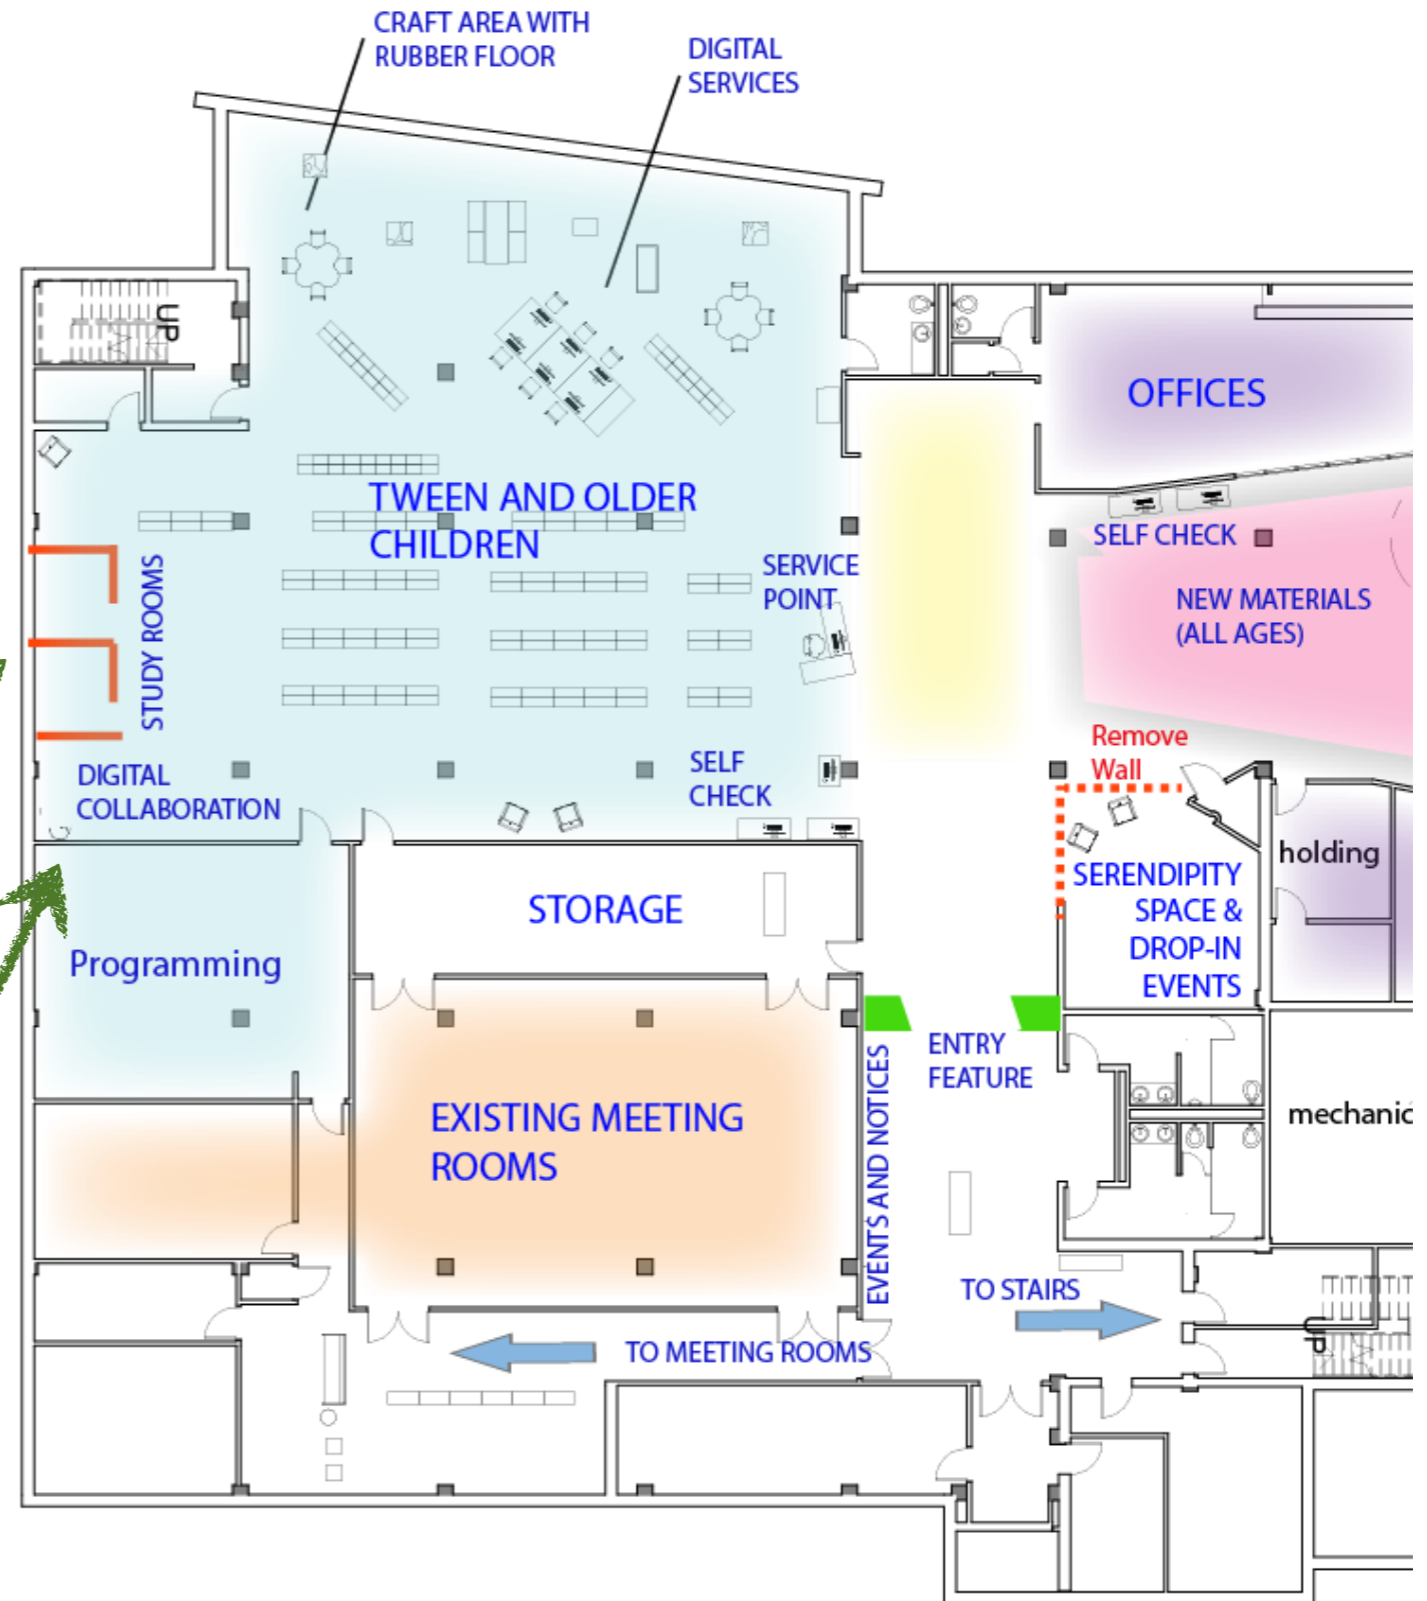 CRAFT AREA WITH
RUBBER FLOOR
DIGITAL
SERVICES
UP
OFFICES
TWEEN AND OLDER
CHILDREN
SELF CHECK
SERVICE
POINT
STUDY ROOMS
NEW MATERIALS
(ALL AGES)
Remove
Wall
SELF
CHECK
DIGITAL
COLLABORATION
holding
SERENDIPITY
SPACE &
DROP-IN
EVENTS
STORAGE
Programming
ENTRY
FEATURE
EVENTS AND NOTICES
EXISTING MEETING
ROOMS
mechanic
TO STAIRS
UP
TO MEETING ROOMS